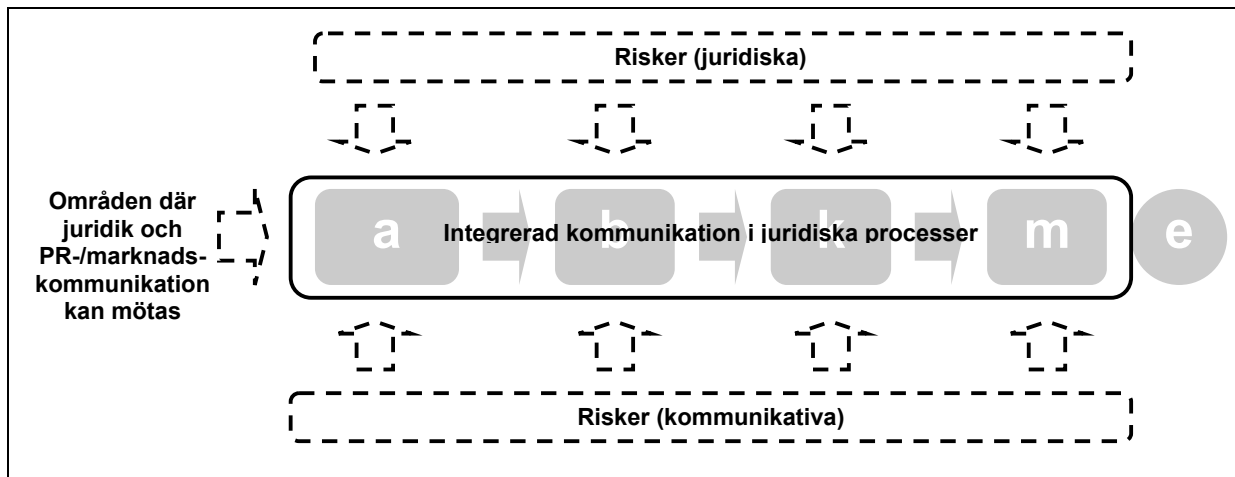 Risker (juridiska)
Områden där
juridik och
PR-/marknads-
kommunikation
kan mötas
a b k m e
Integrerad kommunikation i juridiska processer
Risker (kommunikativa)